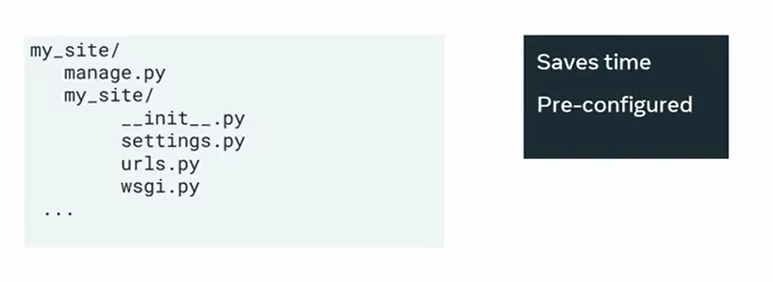 my_site/
manage.py
my_site/
__init__.py
settings.py
urls.py
wsgi.py
...
Saves time
Pre-configured